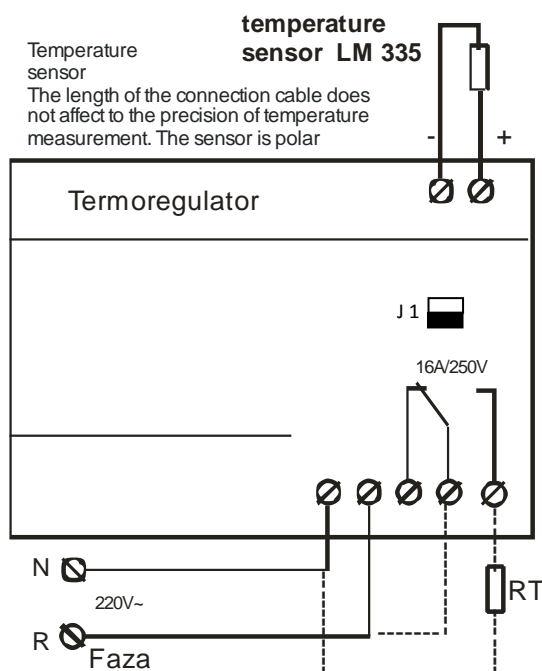 temperature
sensor LM 335
Temperature
sensor
The length of the connection cable does
not affect to the precision of temperature
measurement. The sensor is polar
- +
Termoregulator
J 1
16A/250V
N
220V~
RT
R
Faza